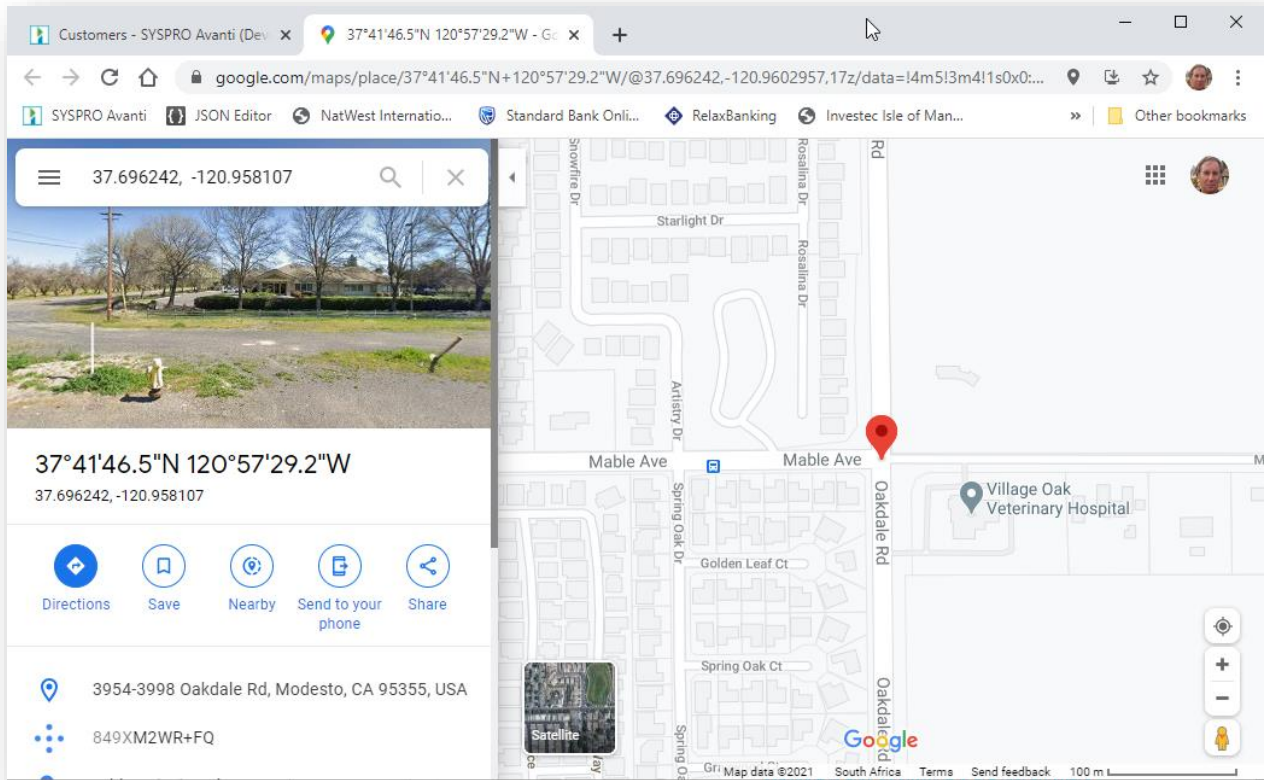 Customers - SYSPRO Avanti (Dev
37°41'46.5"N 120°57'29.2"W - Go
google.com/maps/place/37°41'46.5"N+120°57'29.2"W/@37.696242,-120.9602957,17z/data=!4m5!3m4!1s0x0:...
SYSPRO Avanti
JSON Editor
NatWest Internatio...
Standard Bank Onli...
RelaxBanking
Investec Isle of Man...
»
Other bookmarks
37.696242, -120.958107
37°41'46.5"N 120°57'29.2"W
37.696242, -120.958107
Directions
Save
Nearby
Send to your
phone
Share
3954-3998 Oakdale Rd, Modesto, CA 95355, USA
849XM2WR+FQ
Snowfire Dr
Rosalina Dr
Rd
Starlight Dr
Rosalina Dr
Artistry Dr
Mable Ave
Mable Ave
M
Village Oak
Veterinary Hospital
Spring Oak Dr
Oakdale Rd
Golden Leaf Ct
Spring Oak Ct
Oakdale Rd
Spring O
Way
ce
Satellite
Google
Map data ©2021
South Africa
Terms
Send feedback
100 m